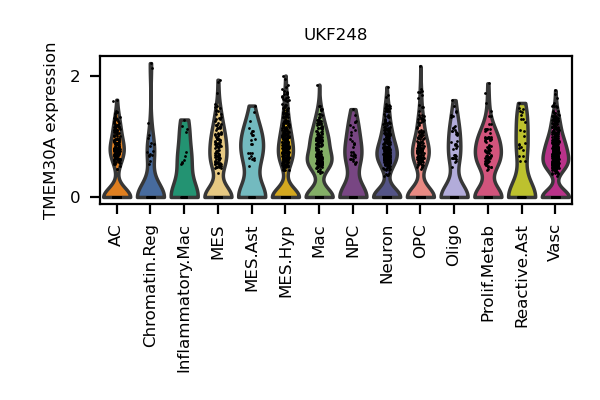 UKF248
TMEM30A expression
2
0
AC
Chromatin.Reg
Inflammatory.Mac
MES
MES.Ast
MES.Hyp
Mac
NPC
Neuron
OPC
Oligo
Prolif.Metab
Reactive.Ast
Vasc